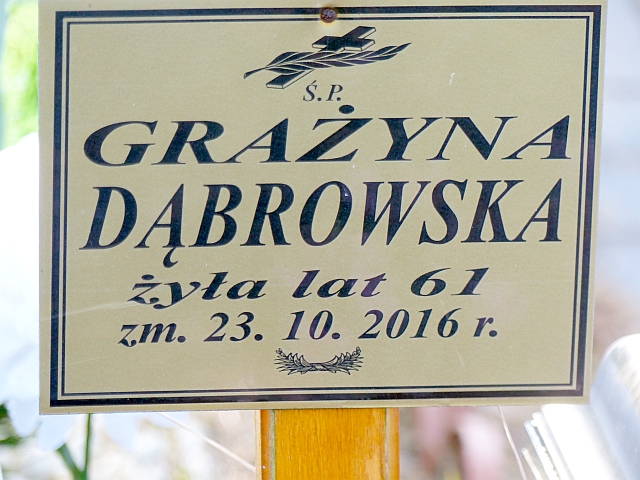 Ś.P.
GRAŻYNA
DĄBROWSKA
żyła lat 61
zm. 23. 10. 2016 r.